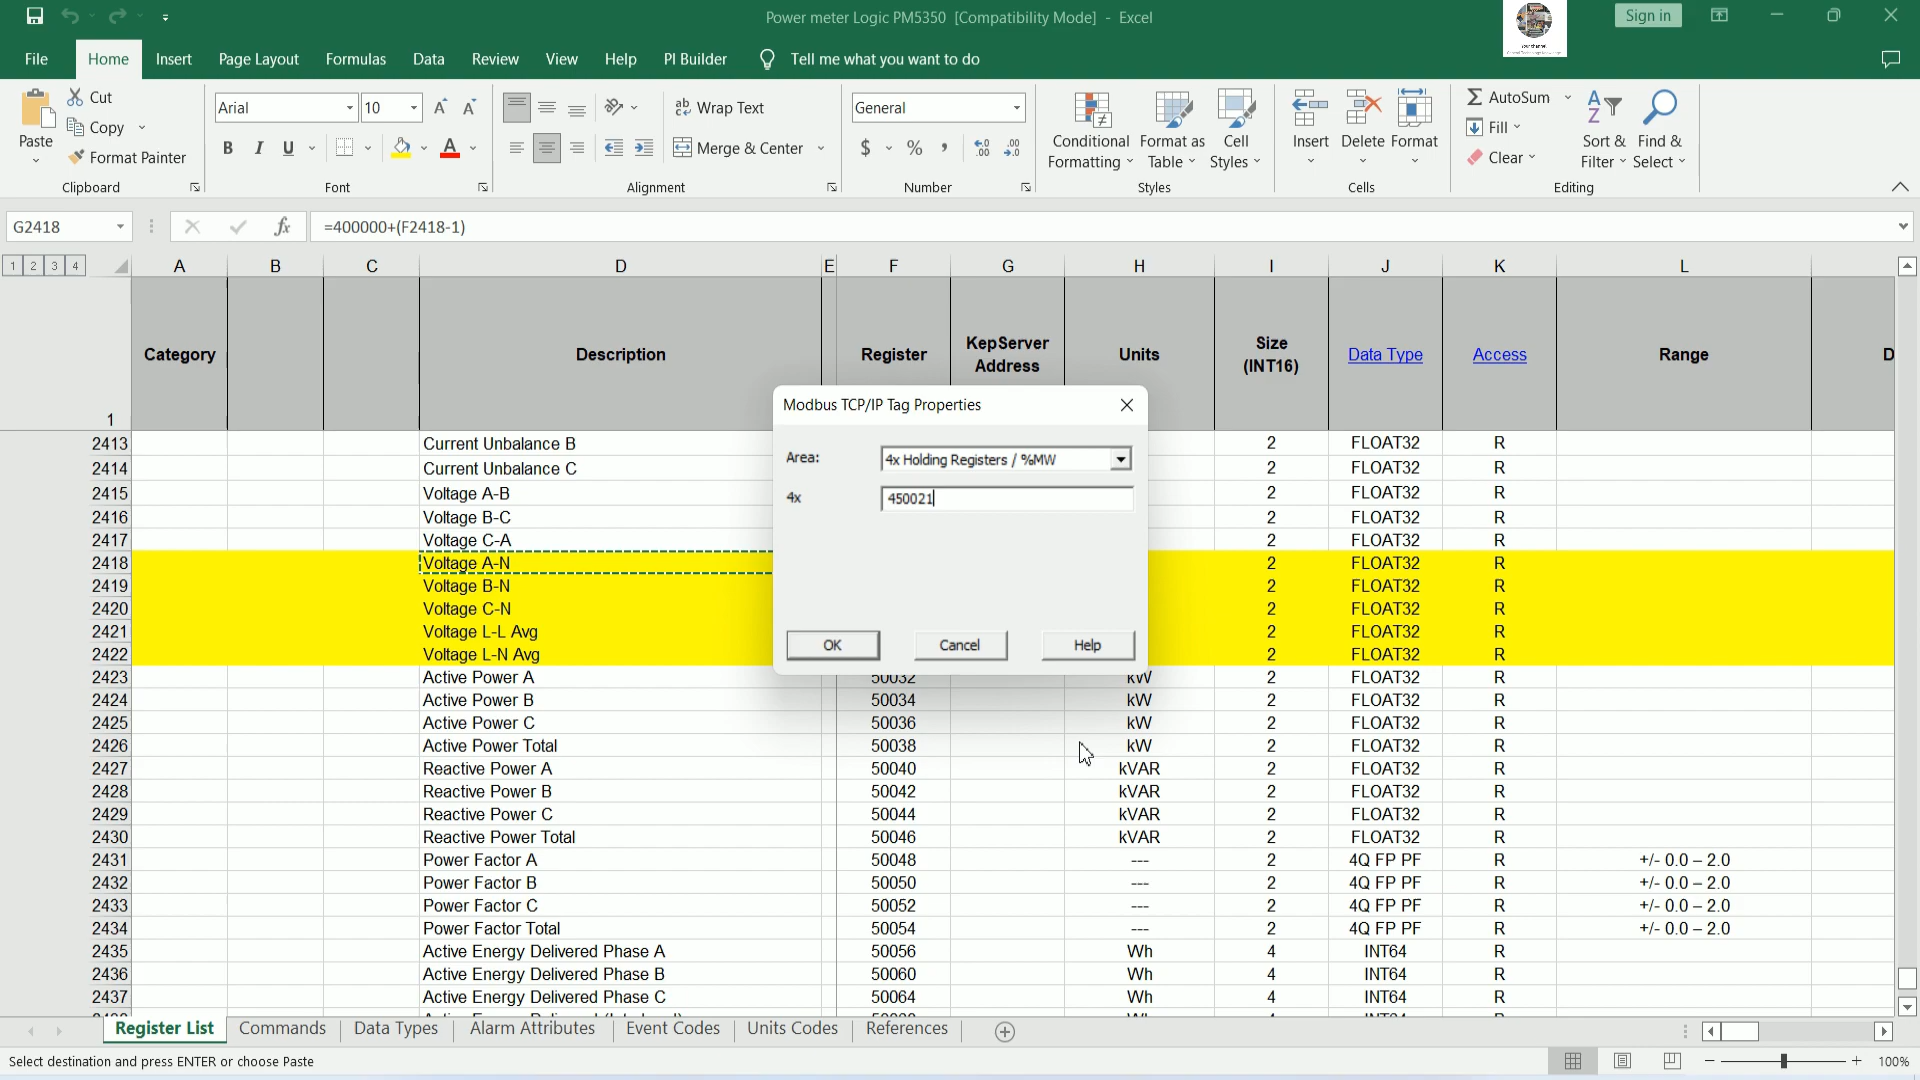 Power meter Logic PM5350 [Compatibility Mode] - Excel
Sign in
File Home Insert Page Layout Formulas Data Review View Help PI Builder Tell me what you want to do
Paste
Cut
Copy
Format Painter
Clipboard
Arial 10
B I U
Font
Wrap Text
Merge & Center
Alignment
General
$ % ,
Number
Conditional Formatting
Format as Table
Cell Styles
Styles
Insert Delete Format
Cells
AutoSum
Fill
Clear
Sort & Filter
Find & Select
Editing
G2418 fx =400000+(F2418-1)
1 2 3 4 A B C D E F G H I J K L
1 Category Description Register KepServer Address Units Size (INT16) Data Type Access Range D
Modbus TCP/IP Tag Properties
Area: 4x Holding Registers / %MW
4x 450021
OK Cancel Help
2413 Current Unbalance B 2 FLOAT32 R
2414 Current Unbalance C 2 FLOAT32 R
2415 Voltage A-B 2 FLOAT32 R
2416 Voltage B-C 2 FLOAT32 R
2417 Voltage C-A 2 FLOAT32 R
2418 Voltage A-N 2 FLOAT32 R
2419 Voltage B-N 2 FLOAT32 R
2420 Voltage C-N 2 FLOAT32 R
2421 Voltage L-L Avg 2 FLOAT32 R
2422 Voltage L-N Avg 2 FLOAT32 R
2423 Active Power A 50032 kW 2 FLOAT32 R
2424 Active Power B 50034 kW 2 FLOAT32 R
2425 Active Power C 50036 kW 2 FLOAT32 R
2426 Active Power Total 50038 kW 2 FLOAT32 R
2427 Reactive Power A 50040 kVAR 2 FLOAT32 R
2428 Reactive Power B 50042 kVAR 2 FLOAT32 R
2429 Reactive Power C 50044 kVAR 2 FLOAT32 R
2430 Reactive Power Total 50046 kVAR 2 FLOAT32 R
2431 Power Factor A 50048 --- 2 4Q FP PF R +/- 0.0 – 2.0
2432 Power Factor B 50050 --- 2 4Q FP PF R +/- 0.0 – 2.0
2433 Power Factor C 50052 --- 2 4Q FP PF R +/- 0.0 – 2.0
2434 Power Factor Total 50054 --- 2 4Q FP PF R +/- 0.0 – 2.0
2435 Active Energy Delivered Phase A 50056 Wh 4 INT64 R
2436 Active Energy Delivered Phase B 50060 Wh 4 INT64 R
2437 Active Energy Delivered Phase C 50064 Wh 4 INT64 R
Register List Commands Data Types Alarm Attributes Event Codes Units Codes References
Select destination and press ENTER or choose Paste
100%